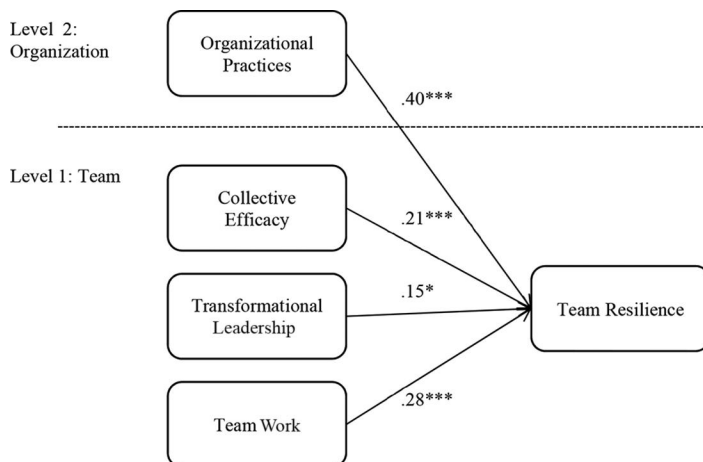 Level 2:
Organization
Organizational
Practices
.40***
Level 1: Team
Collective
Efficacy
.21***
Transformational
Leadership
.15*
Team Resilience
Team Work
.28***